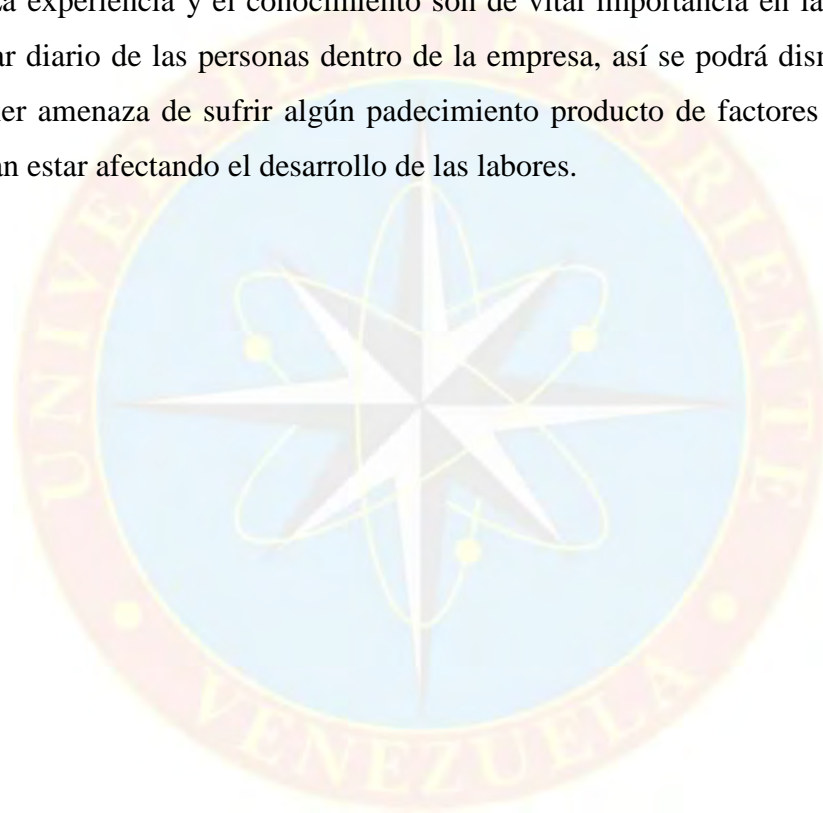 a experiencia y el conocimiento son de vital importancia en la
ar diario de las personas dentro de la empresa, así se podrá
er amenaza de sufrir algún padecimiento producto de factores
an estar afectando el desarrollo de las labores.
UNIVERSIDAD DE ORIENTE
VENEZUELA